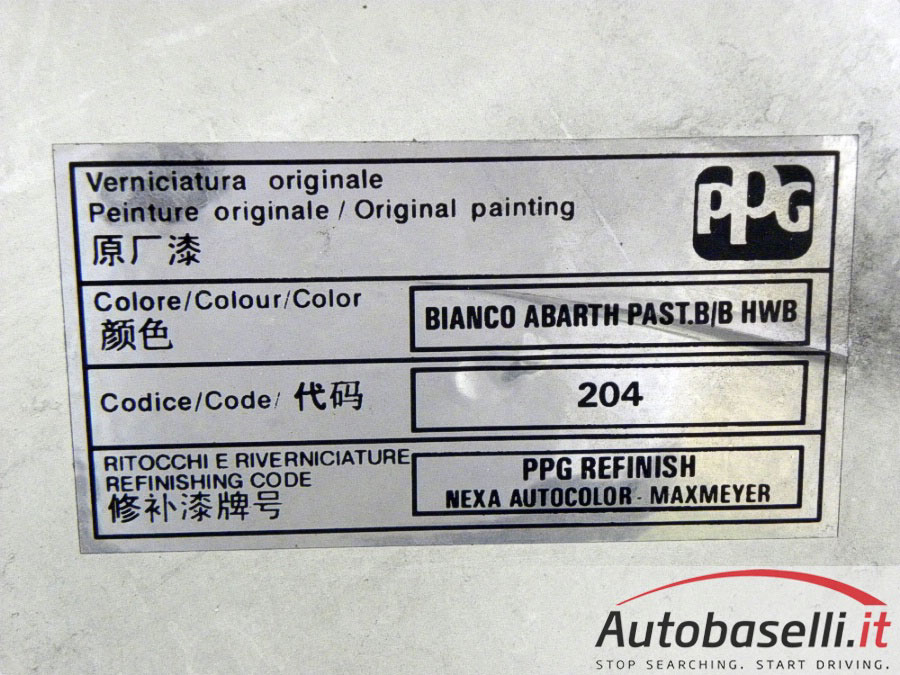 Verniciatura originale
Peinture originale / Original painting
原厂漆
PPG
Colore/Colour/Color
颜色
BIANCO ABARTH PAST.B/B HWB
Codice/Code/ 代码
204
RITOCCHI E RIVERNICIATURE
REFINISHING CODE
修补漆牌号
PPG REFINISH
NEXA AUTOCOLOR - MAXMEYER
Autobaselli.it
STOP SEARCHING. START DRIVING.